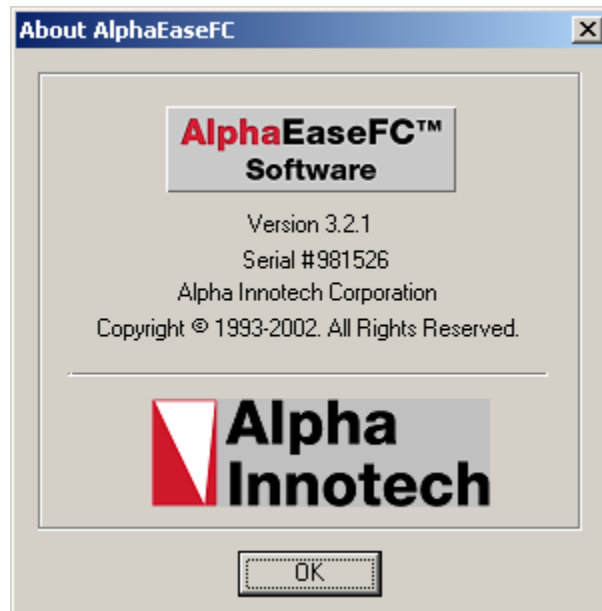 About AlphaEaseFC
AlphaEaseFC™
Software
Version 3.2.1
Serial #981526
Alpha Innotech Corporation
Copyright © 1993-2002. All Rights Reserved.
Alpha
Innotech
OK